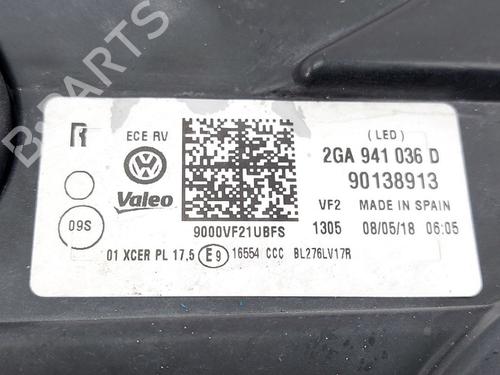 B-PARTS
R
ECE RV
(LED)
2GA 941 036 D
90138913
Valeo
09S
9000VF21UBFS
VF2 MADE IN SPAIN
1305 08/05/18 06:05
01 XCER PL 17,5 E9 16554 CCC BL276LV17R